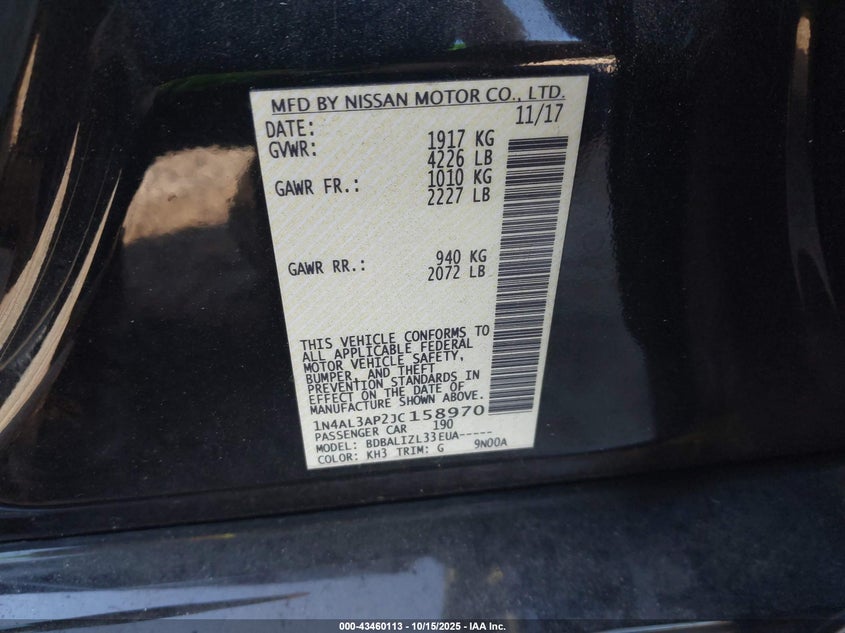 MFD BY NISSAN MOTOR CO., LTD.
DATE: 11/17
GVWR: 1917 KG
4226 LB
GAWR FR.: 1010 KG
2227 LB
GAWR RR.: 940 KG
2072 LB
THIS VEHICLE CONFORMS TO
ALL APPLICABLE FEDERAL
MOTOR VEHICLE SAFETY,
BUMPER, AND THEFT
PREVENTION STANDARDS IN
EFFECT ON THE DATE OF
MANUFACTURE SHOWN ABOVE.
1N4AL3AP2JC158970
PASSENGER CAR 190
MODEL: BDBALIZL33EUA-----
COLOR: KH3 TRIM: G 9N00A
000-43460113 - 10/15/2025 - IAA Inc.